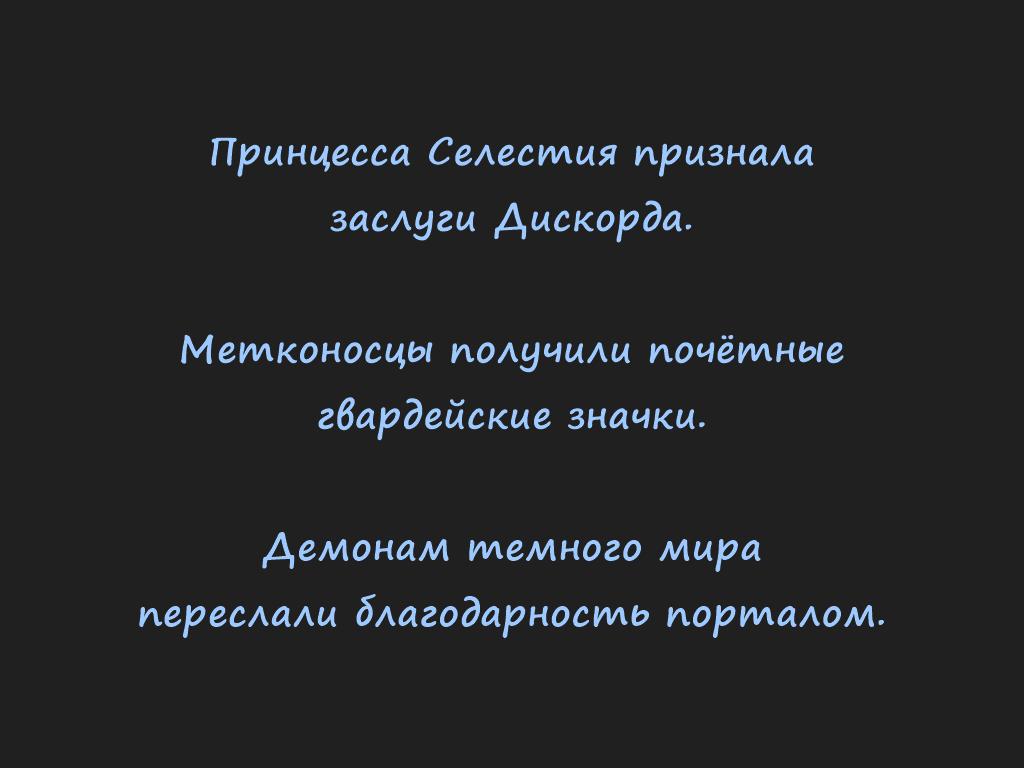 Принцесса Селестия признала
заслуги Дискорда.
Метконосцы получили почётные
гвардейские значки.
Демонам темного мира
переслали благодарность порталом.